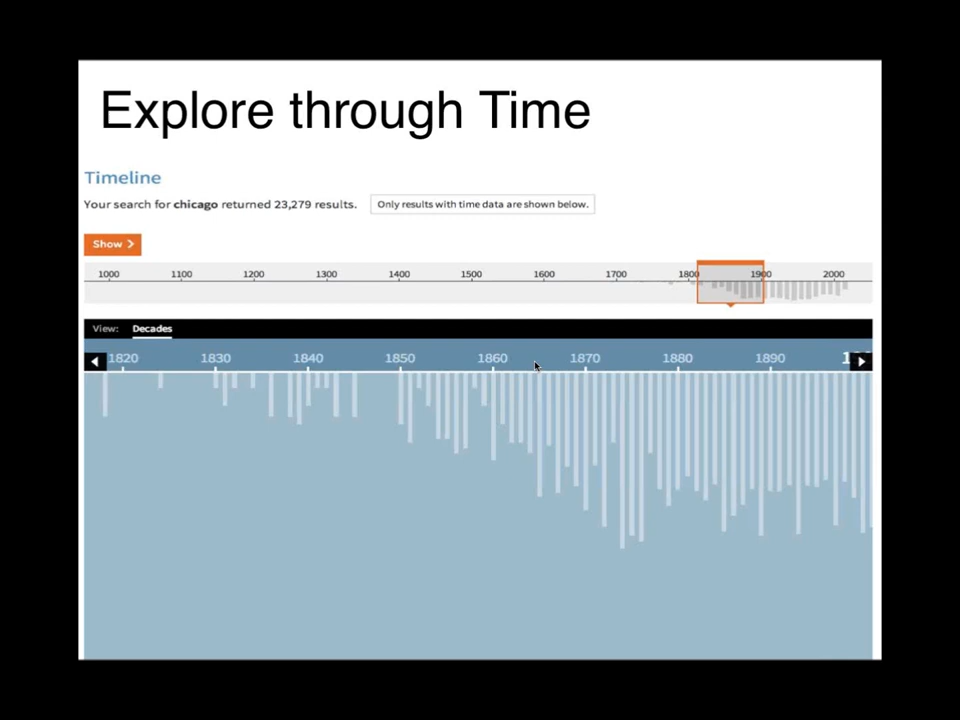 Explore through Time
Timeline
Your search for chicago returned 23,279 results. Only results with time data are shown below.
Show
1000 1100 1200 1300 1400 1500 1600 1700 1800 1900 2000
View: Decades
1820 1830 1840 1850 1860 1870 1880 1890